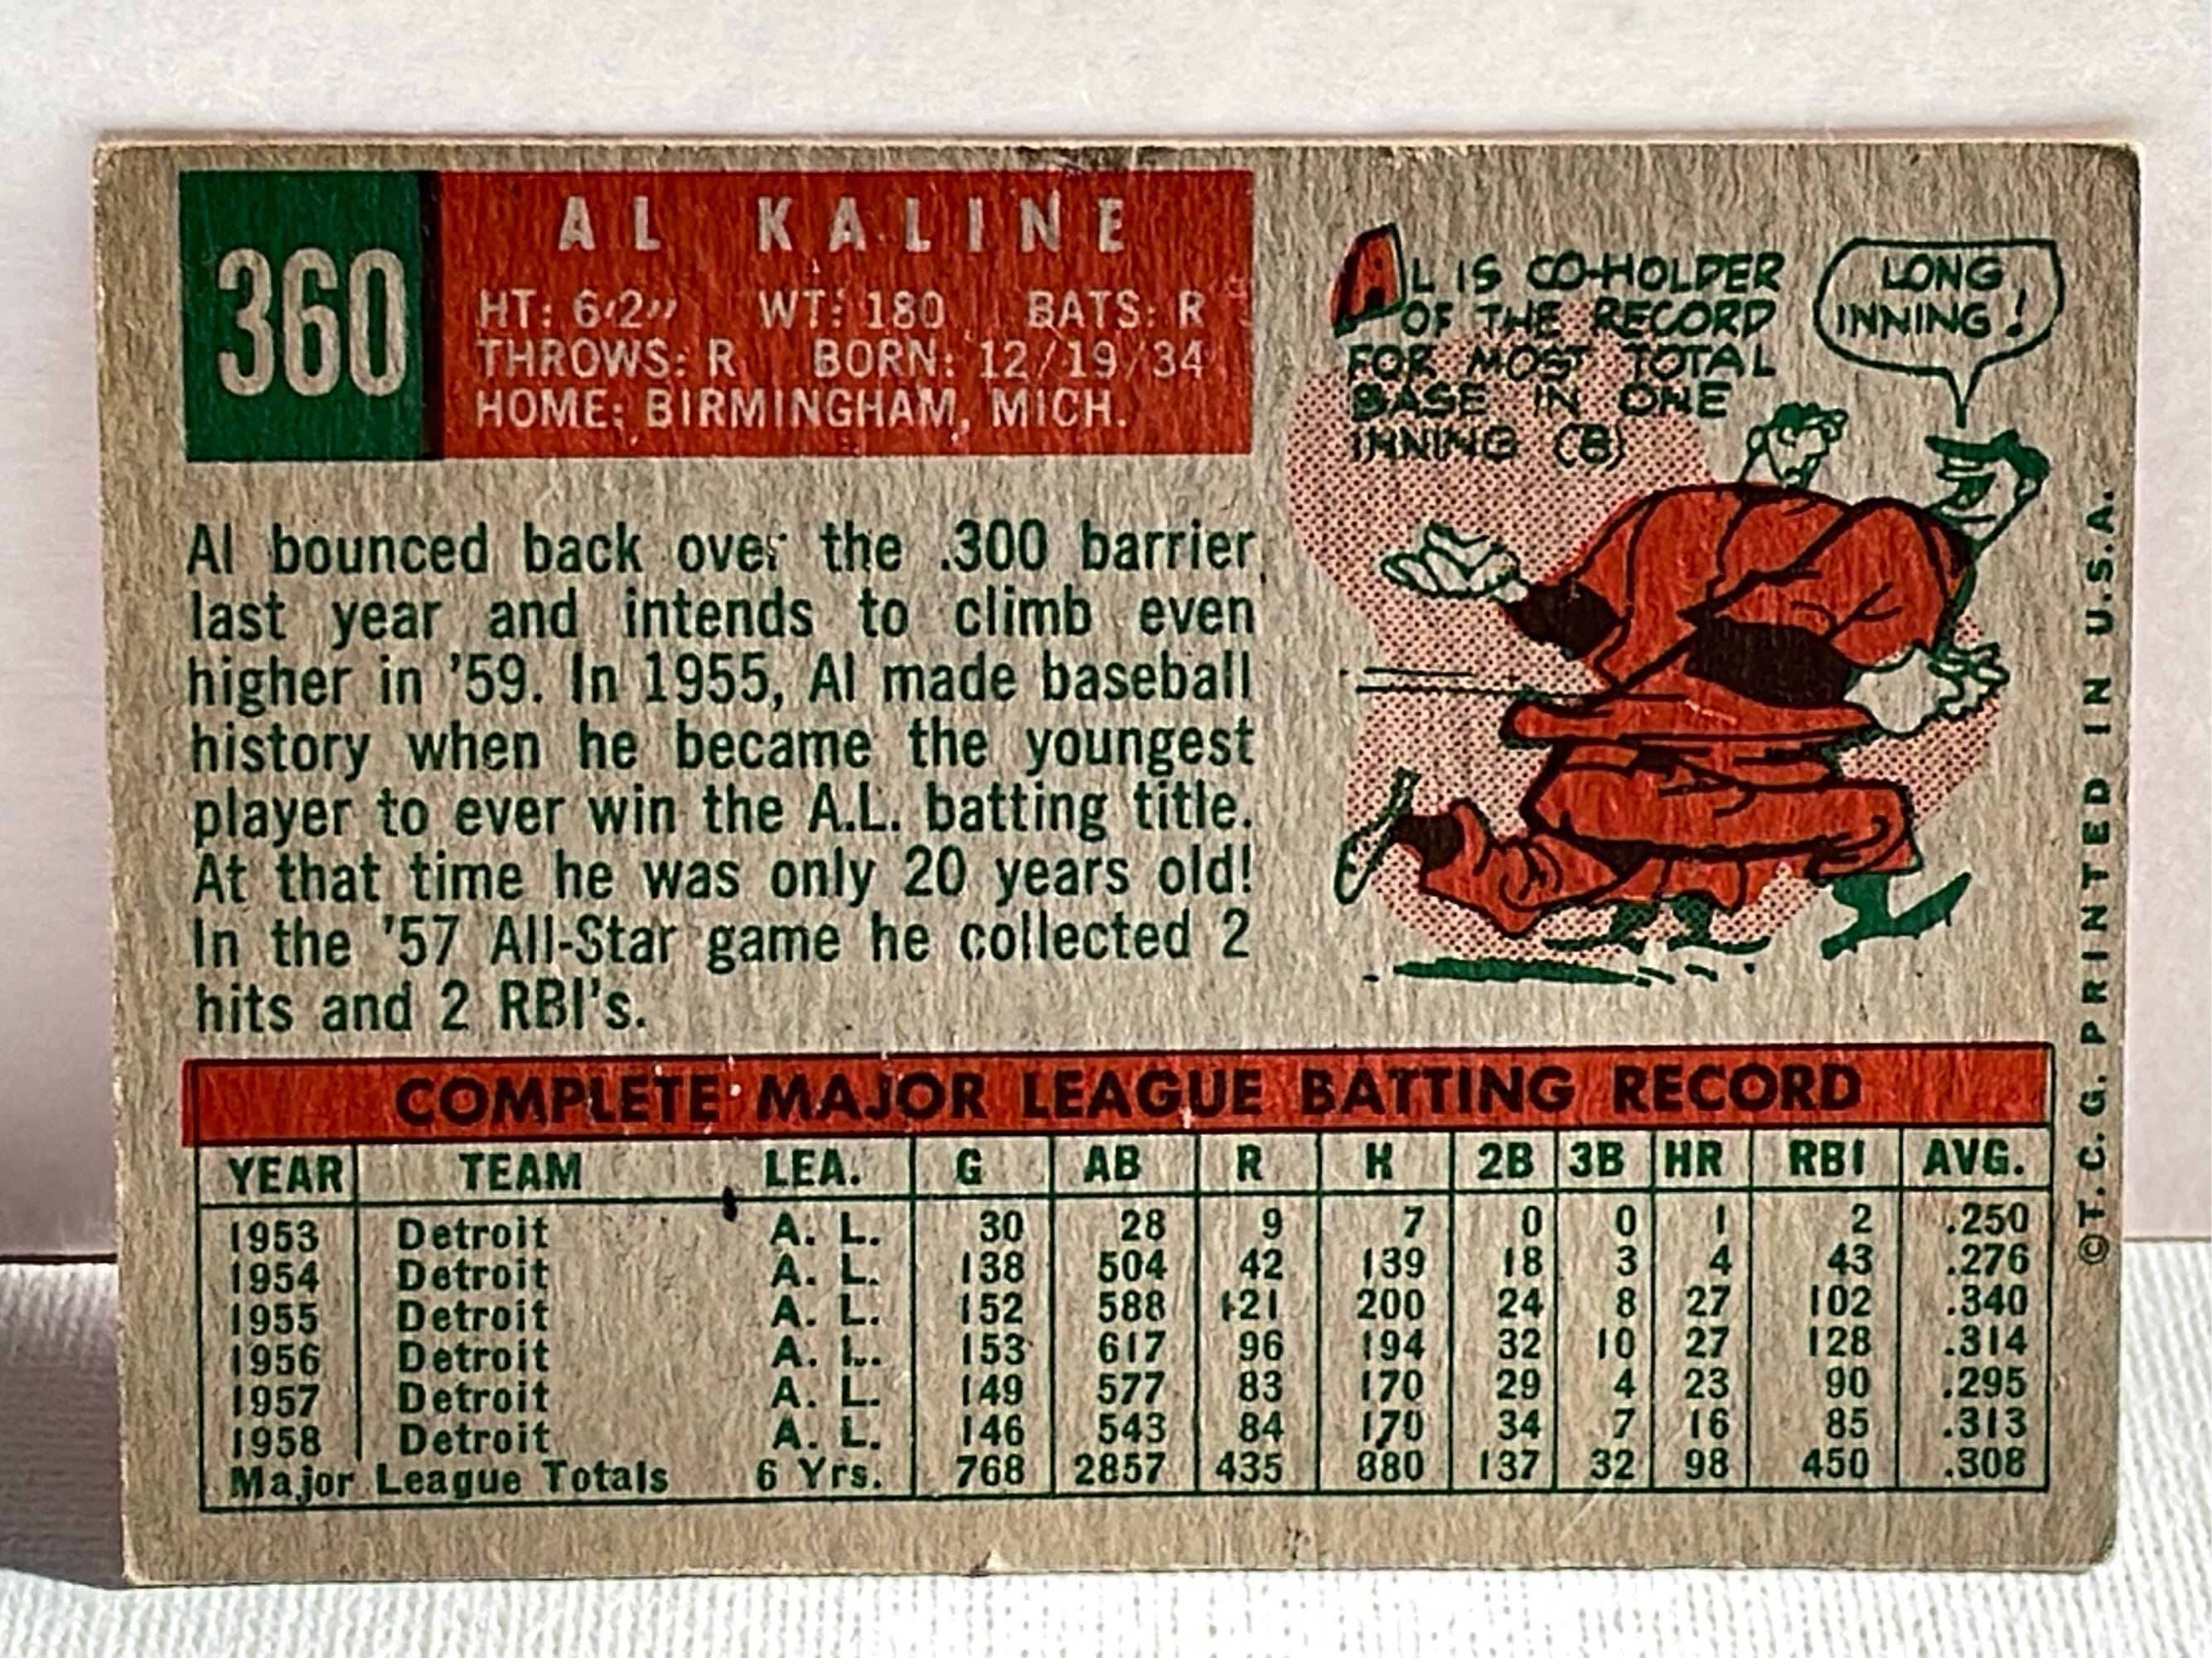 360
AL KALINE
HT: 6'2" WT: 180 BATS: R
THROWS: R BORN: 12/19/34
HOME: BIRMINGHAM, MICH.
AL IS CO-HOLDER
OF THE RECORD
FOR MOST TOTAL
BASE IN ONE
INNING (8)
LONG
INNING!
Al bounced back over the .300 barrier
last year and intends to climb even
higher in '59. In 1955, Al made baseball
history when he became the youngest
player to ever win the A.L. batting title.
At that time he was only 20 years old!
In the '57 All-Star game he collected 2
hits and 2 RBI's.
COMPLETE MAJOR LEAGUE BATTING RECORD
YEAR TEAM LEA. G AB R H 2B 3B HR RBI AVG.
1953 Detroit A. L. 30 28 9 7 0 0 1 2 .250
1954 Detroit A. L. 138 504 42 139 18 3 4 43 .276
1955 Detroit A. L. 152 588 121 200 24 8 27 102 .340
1956 Detroit A. L. 153 617 96 194 32 10 27 128 .314
1957 Detroit A. L. 149 577 83 170 29 4 23 90 .295
1958 Detroit A. L. 146 543 84 170 34 7 16 85 .313
Major League Totals 6 Yrs. 768 2857 435 880 137 32 98 450 .308
©T.C.G. PRINTED IN U.S.A.